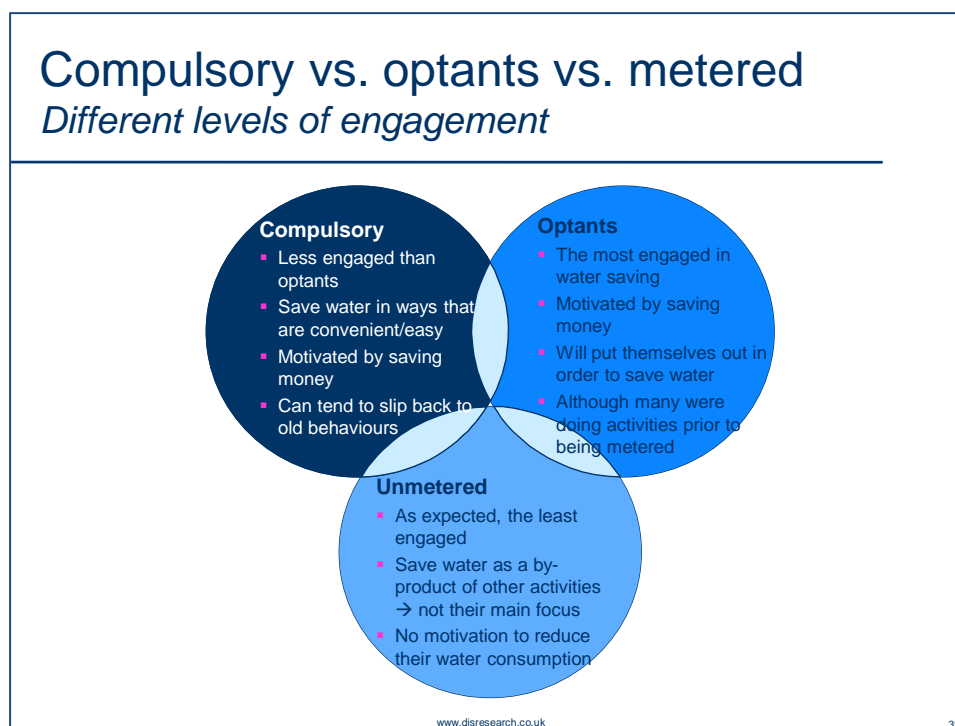 Compulsory vs. optants vs. metered
Different levels of engagement
Compulsory
▪ Less engaged than
optants
▪ Save water in ways that
are convenient/easy
▪ Motivated by saving
money
▪ Can tend to slip back to
old behaviours
Optants
▪ The most engaged in
water saving
▪ Motivated by saving
money
▪ Will put themselves out in
order to save water
▪ Although many were
doing activities prior to
being metered
Unmetered
▪ As expected, the least
engaged
▪ Save water as a by-
product of other activities
→ not their main focus
▪ No motivation to reduce
their water consumption
www.disresearch.co.uk